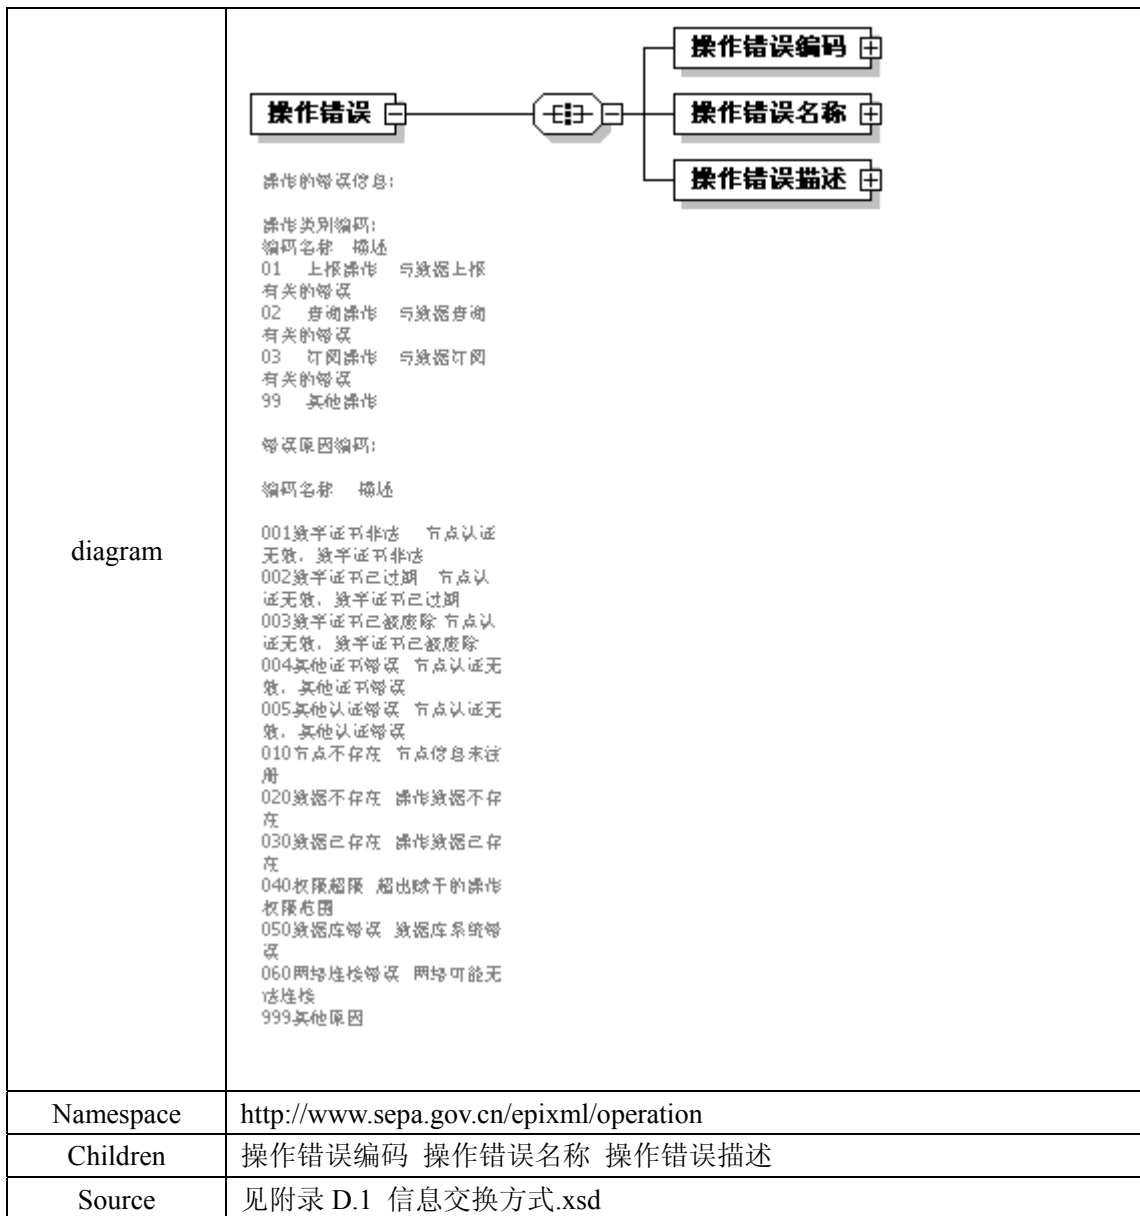 diagram
操作错误
操作错误编码
操作错误名称
操作错误描述
操作的错误信息:
操作类别编码:
编码名称 描述
01 上报操作 与数据上报
有关的错误
02 查询操作 与数据查询
有关的错误
03 订阅操作 与数据订阅
有关的错误
99 其他操作
错误原因编码:
编码名称 描述
001数字证书非法 节点认证
无效，数字证书非法
002数字证书已过期 节点认
证无效，数字证书已过期
003数字证书已被废除 节点认
证无效，数字证书已被废除
004其他证书错误 节点认证无
效，其他证书错误
005其他认证错误 节点认证无
效，其他认证错误
010节点不存在 节点信息未注
册
020数据不存在 操作数据不存
在
030数据已存在 操作数据已存
在
040权限超限 超出赋予的操作
权限范围
050数据库错误 数据库系统错
误
060网络连接错误 网络可能无
法连接
999其他原因
Namespace http://www.sepa.gov.cn/epixml/operation
Children 操作错误编码 操作错误名称 操作错误描述
Source 见附录 D.1 信息交换方式.xsd